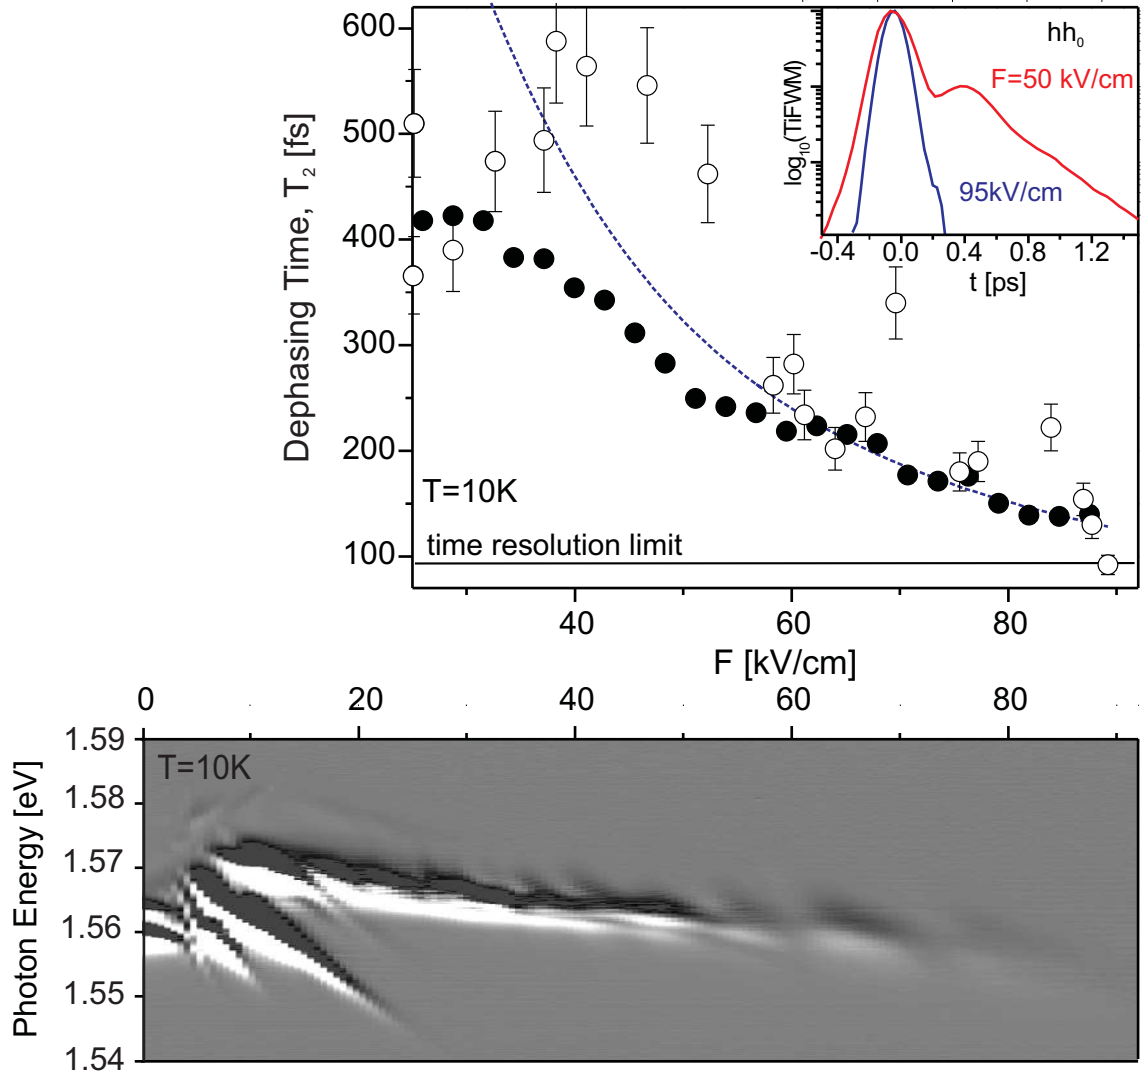 600
500
400
300
200
100
Dephasing Time, T2 [fs]
T=10K
time resolution limit
40
60
80
F [kV/cm]
hh0
F=50 kV/cm
95kV/cm
log10(TiFWM)
-0.4
0.0
0.4
0.8
1.2
t [ps]
0
20
40
60
80
1.59
1.58
1.57
1.56
1.55
1.54
Photon Energy [eV]
T=10K